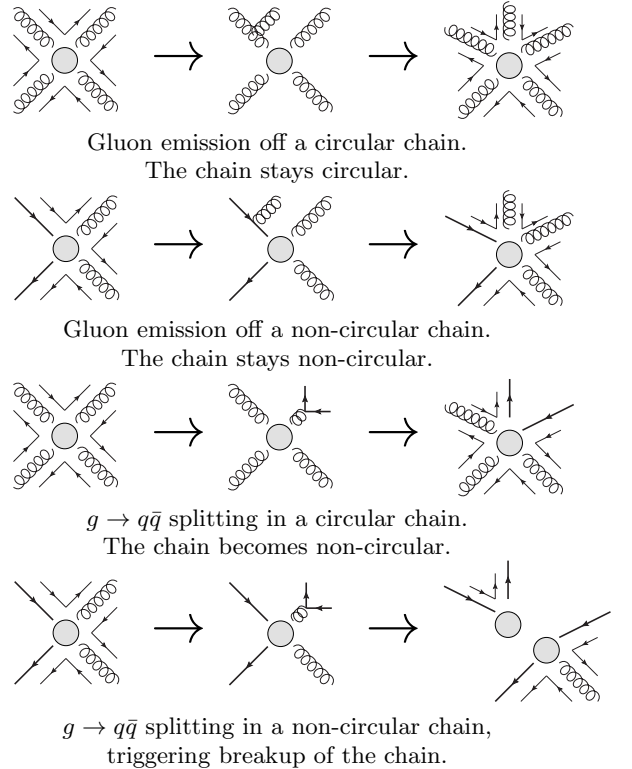 Gluon emission off a circular chain.
The chain stays circular.
Gluon emission off a non-circular chain.
The chain stays non-circular.
g → qq̄ splitting in a circular chain.
The chain becomes non-circular.
g → qq̄ splitting in a non-circular chain,
triggering breakup of the chain.